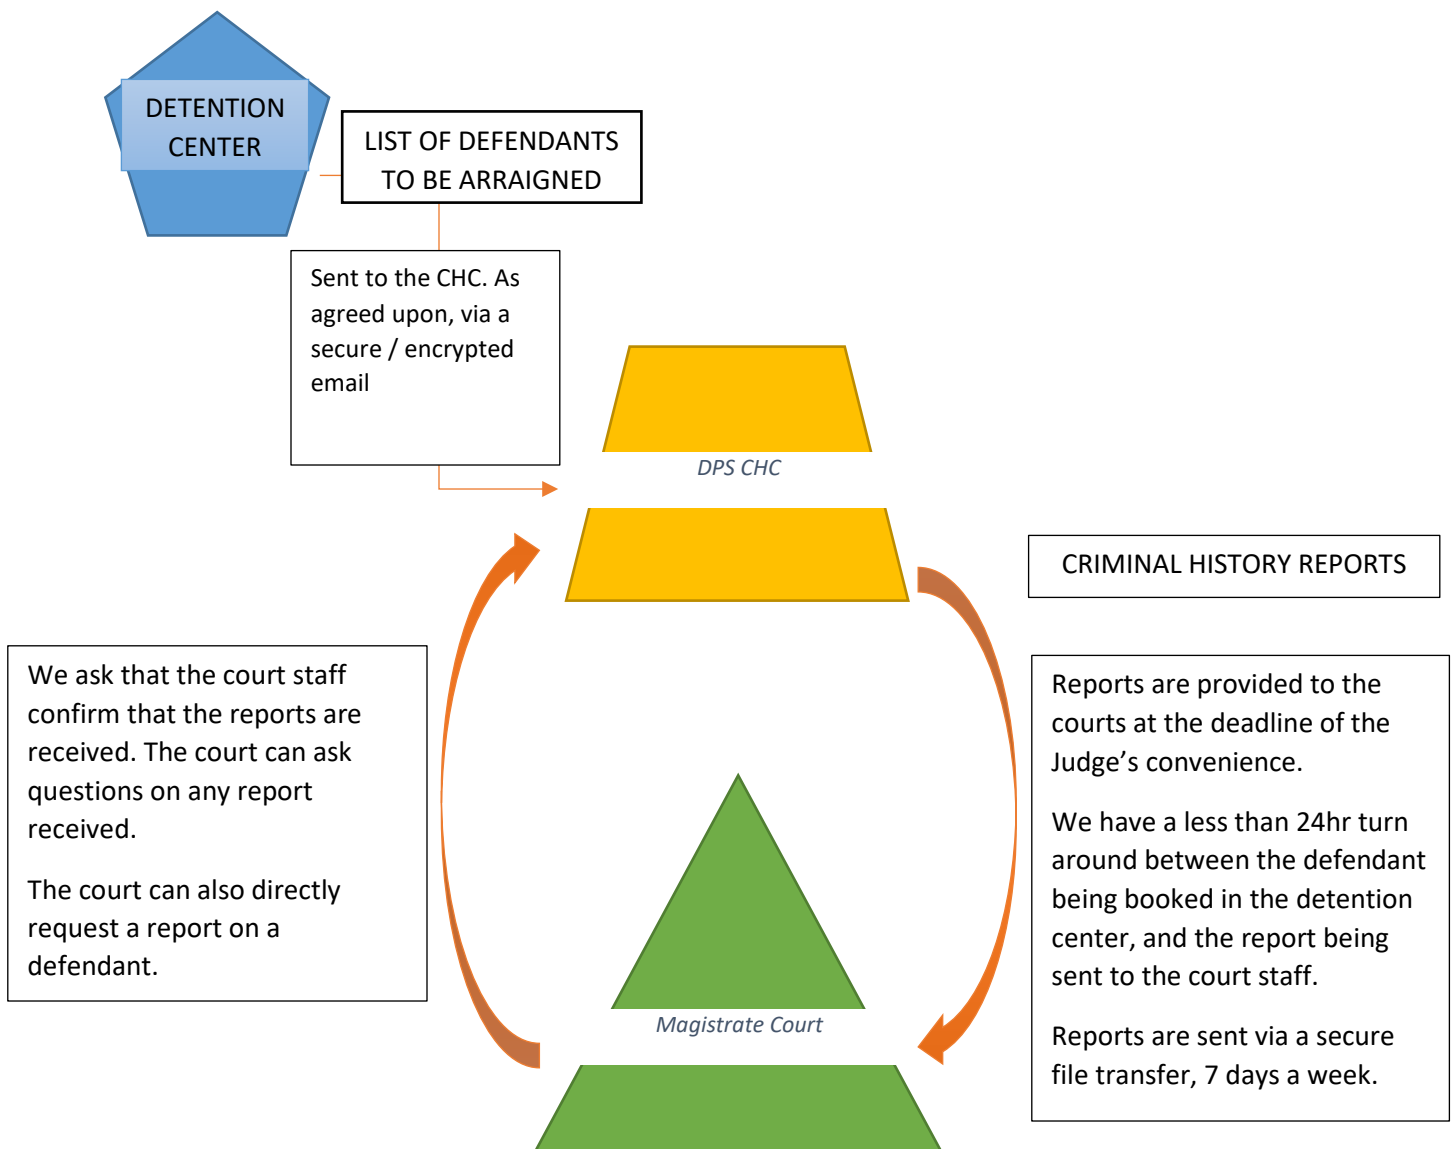 DETENTION
CENTER
LIST OF DEFENDANTS
TO BE ARRAIGNED
Sent to the CHC. As
agreed upon, via a
secure / encrypted
email
DPS CHC
CRIMINAL HISTORY REPORTS
We ask that the court staff
confirm that the reports are
received. The court can ask
questions on any report
received.
The court can also directly
request a report on a
defendant.
Reports are provided to the
courts at the deadline of the
Judge’s convenience.
We have a less than 24hr turn
around between the defendant
being booked in the detention
center, and the report being
sent to the court staff.
Reports are sent via a secure
file transfer, 7 days a week.
Magistrate Court